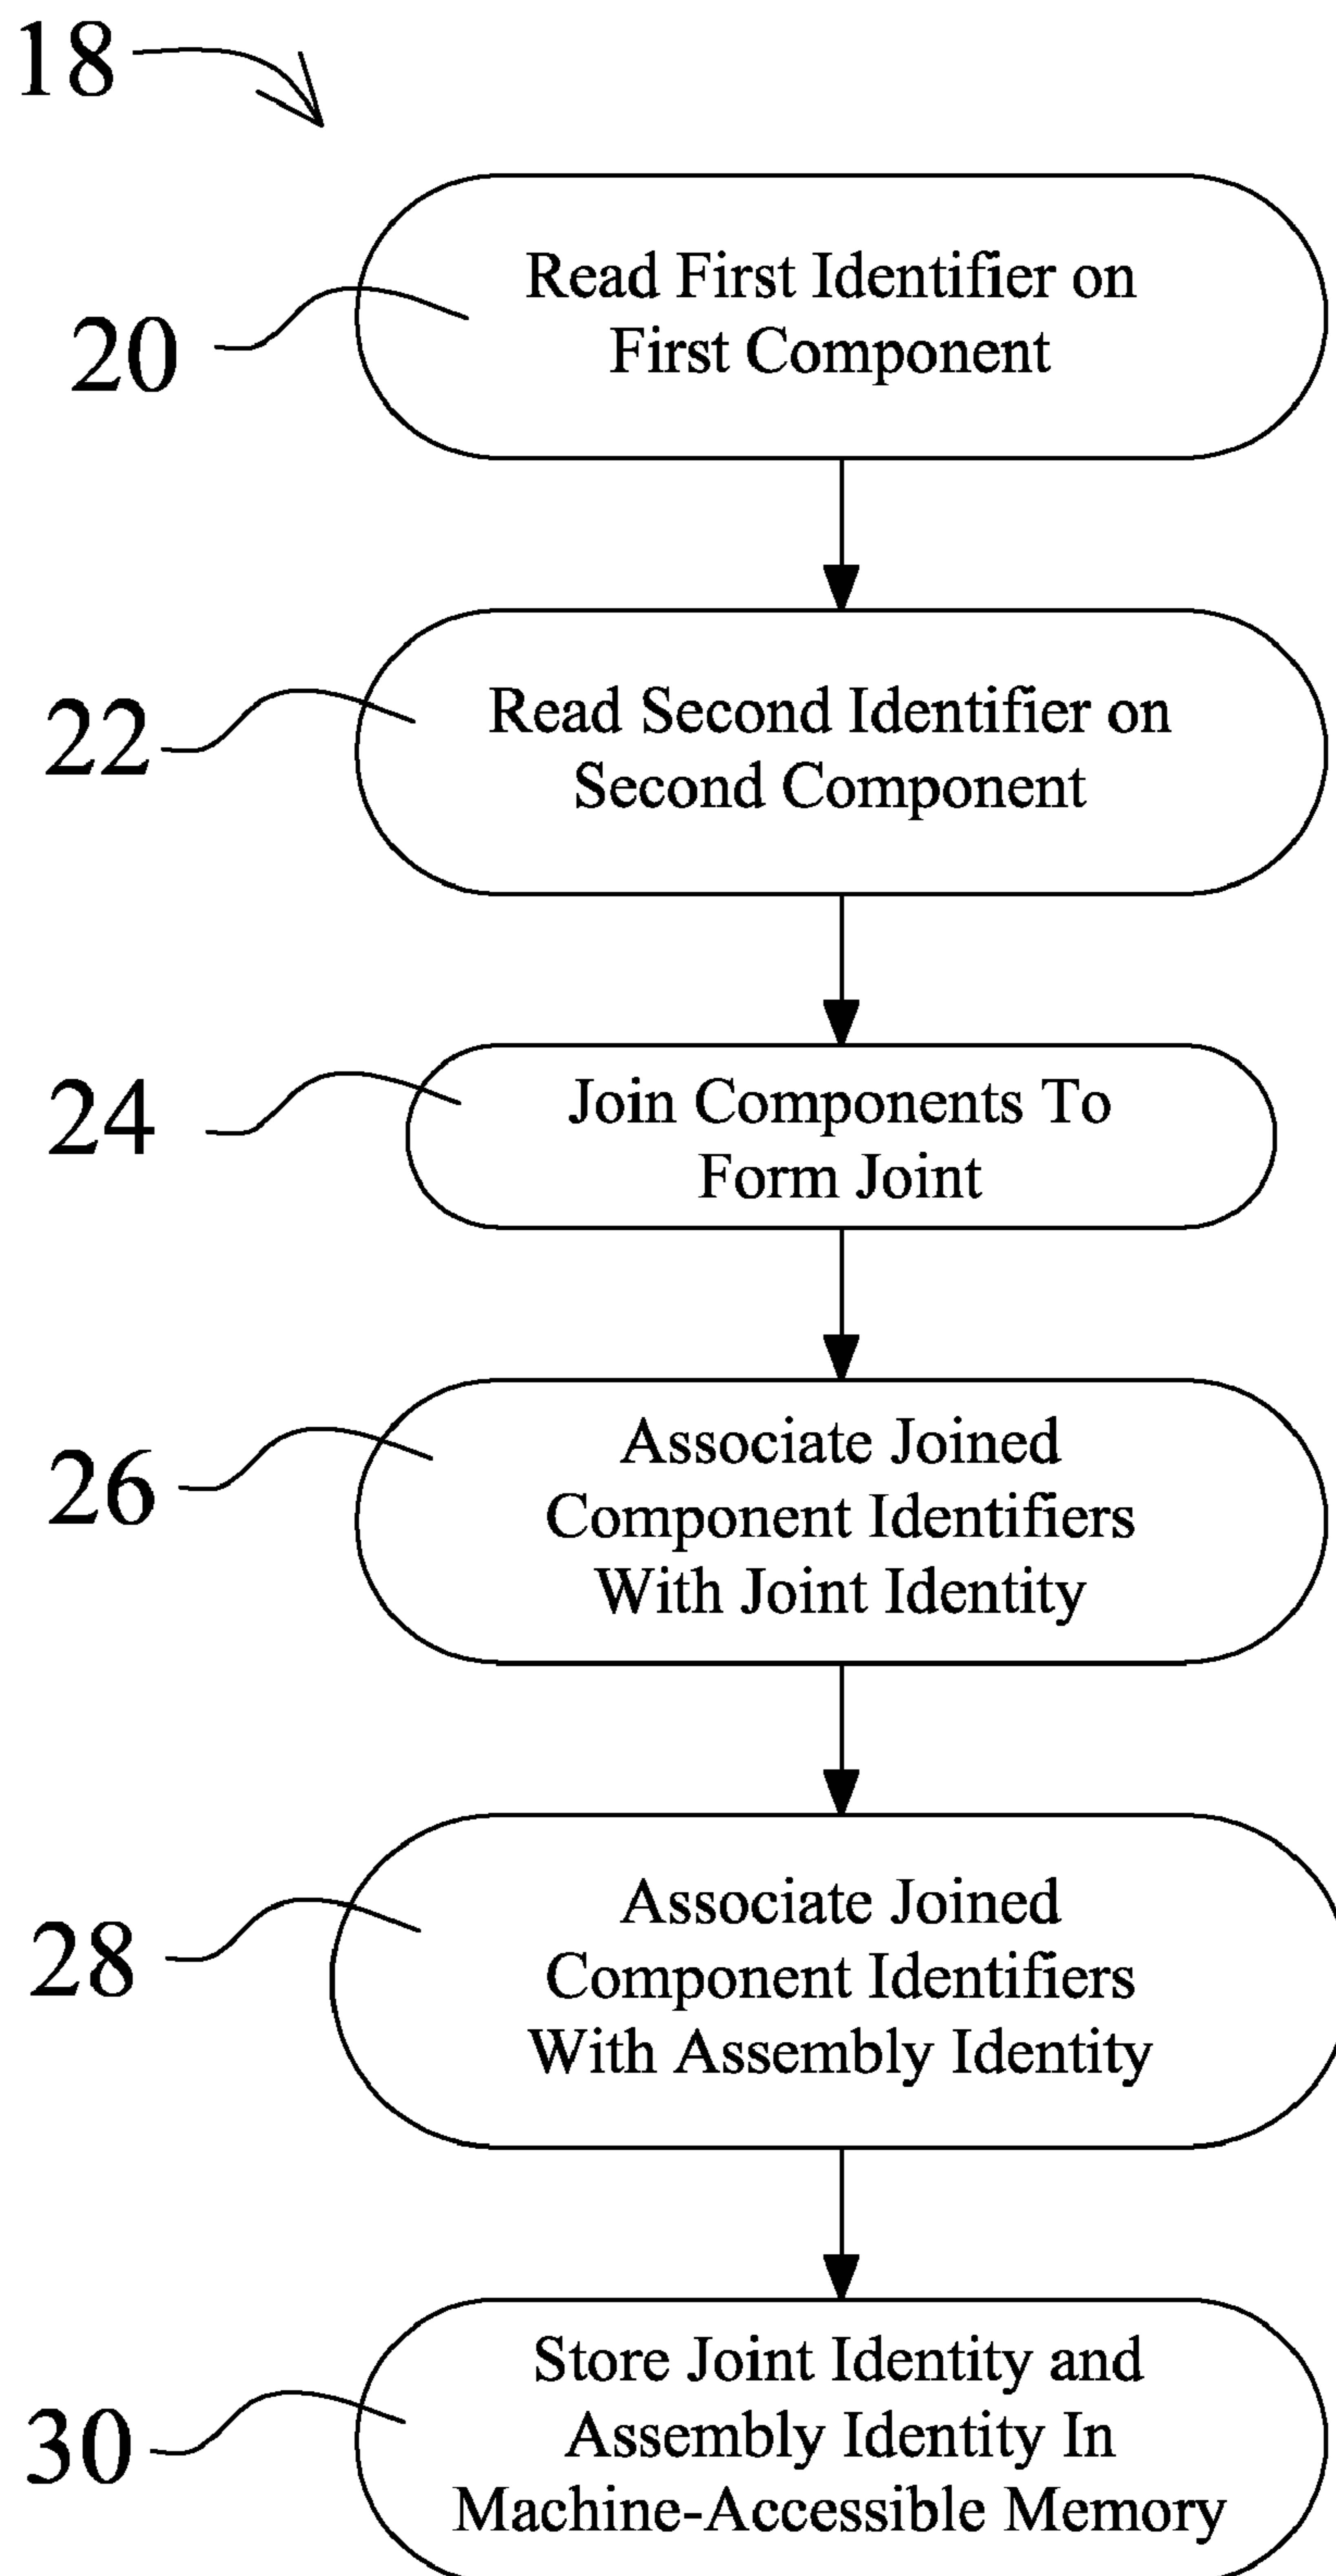 18
Read First Identifier on
First Component
20
Read Second Identifier on
Second Component
22
Join Components To
Form Joint
24
Associate Joined
Component Identifiers
With Joint Identity
26
Associate Joined
Component Identifiers
With Assembly Identity
28
Store Joint Identity and
Assembly Identity In
Machine-Accessible Memory
30